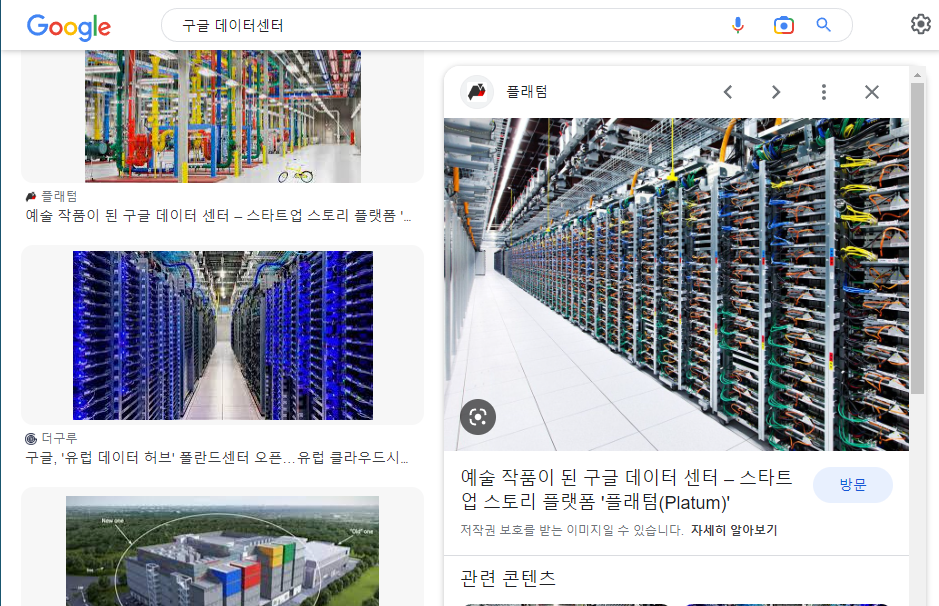 Google
구글 데이터센터
플래텀
예술 작품이 된 구글 데이터 센터 – 스타트업 스토리 플랫폼 '...
더구루
구글, '유럽 데이터 허브' 폴란드센터 오픈…유럽 클라우드시...
New one
"Old" one
플래텀
예술 작품이 된 구글 데이터 센터 – 스타트
업 스토리 플랫폼 '플래텀(Platum)'
방문
저작권 보호를 받는 이미지일 수 있습니다. 자세히 알아보기
관련 콘텐츠